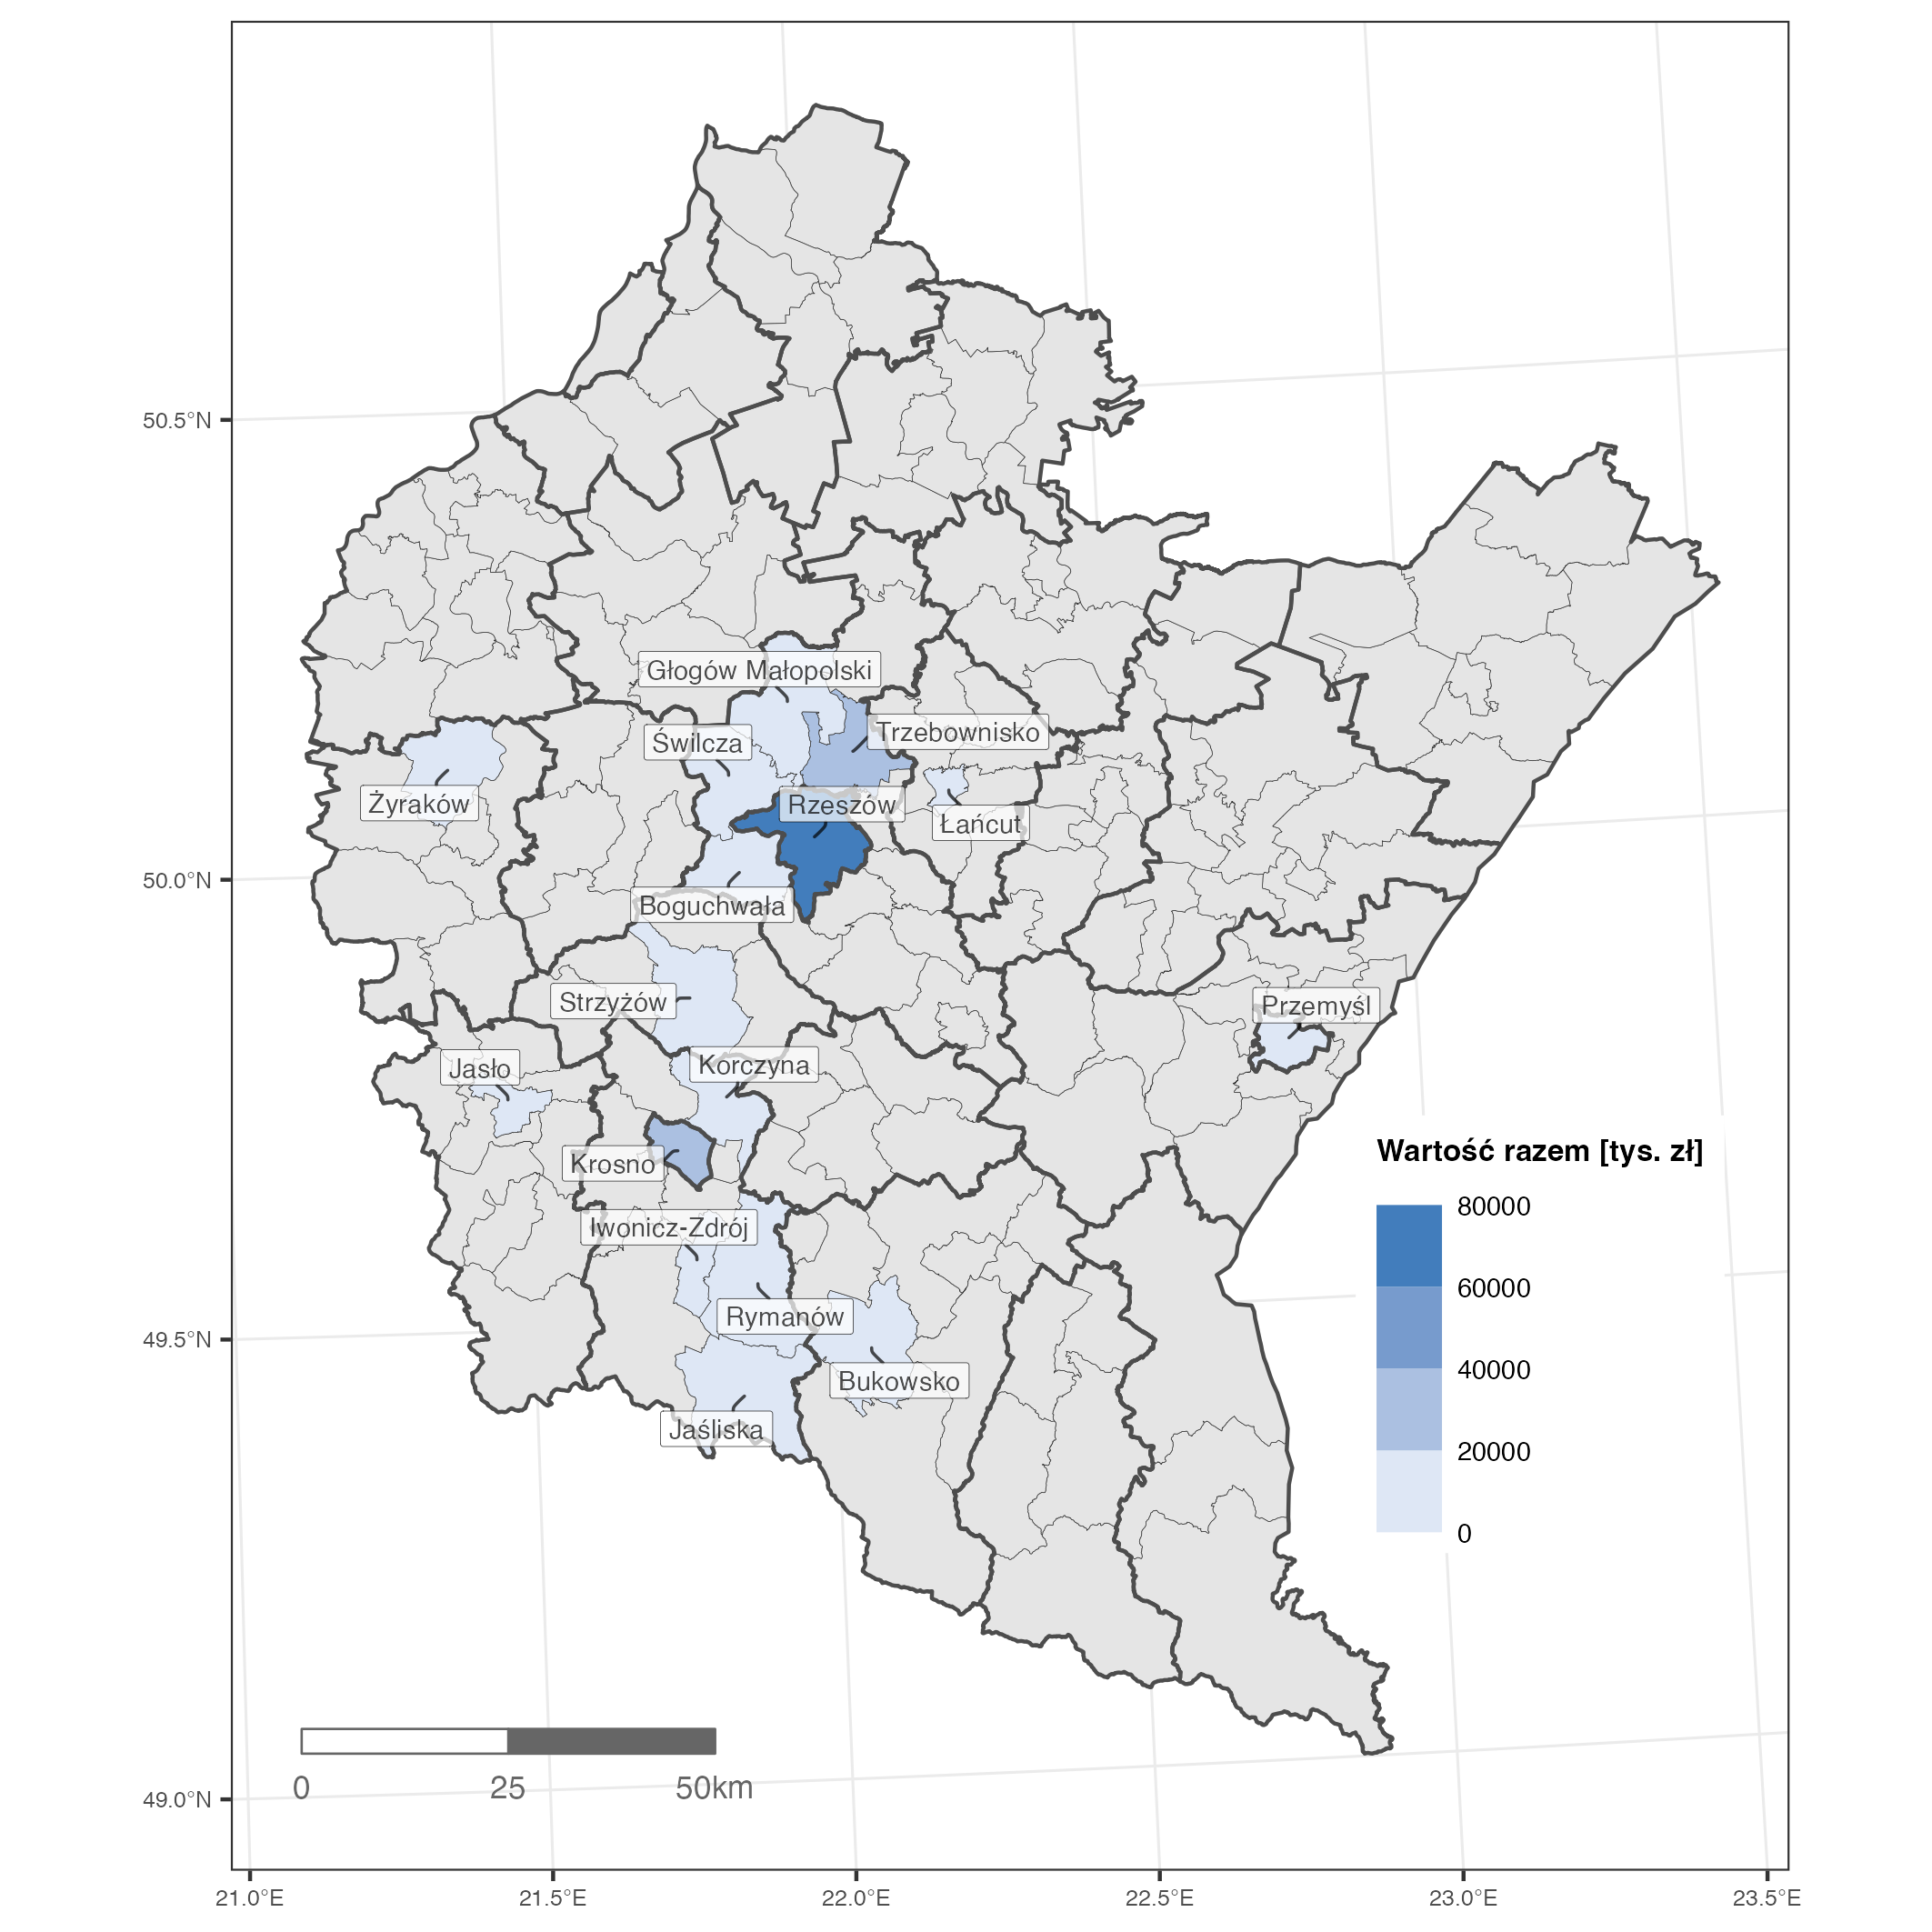 50.5°N
50.0°N
49.5°N
49.0°N
Głogów Małopolski
Trzebownisko
Świlcza
Żyraków
Rzeszów
Łańcut
Boguchwała
Strzyżów
Przemyśl
Jasło
Korczyna
Krosno
Iwonicz-Zdrój
Rymanów
Bukowsko
Jaśliska
Wartość razem [tys. zł]
80000
60000
40000
20000
0
0 25 50km
21.0°E 21.5°E 22.0°E 22.5°E 23.0°E 23.5°E